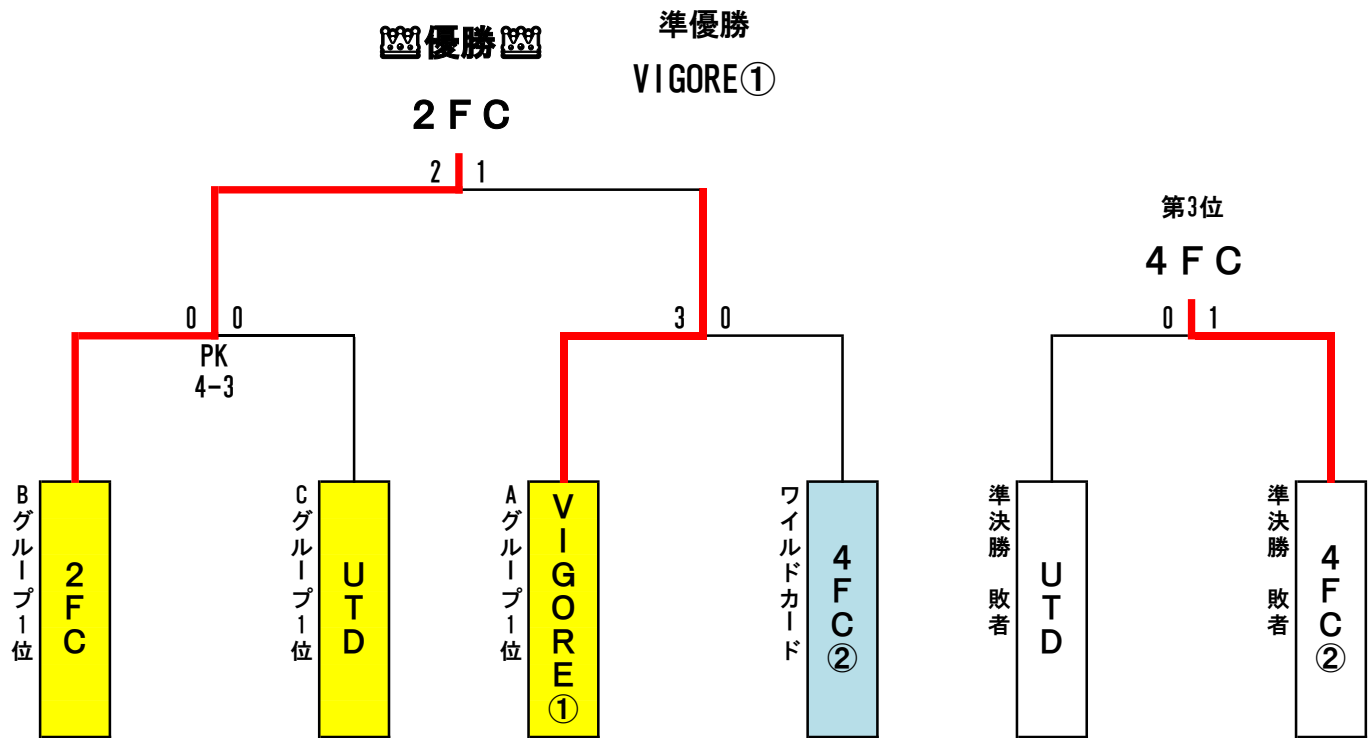 👑優勝👑
準優勝
VIGORE①
2FC
2 1
第3位
4FC
0 0
PK
4-3
3 0
0 1
Bグループ1位
2FC
Cグループ1位
UTD
Aグループ1位
VIGORE①
ワイルドカード
4FC②
準決勝 敗者
UTD
準決勝 敗者
4FC②